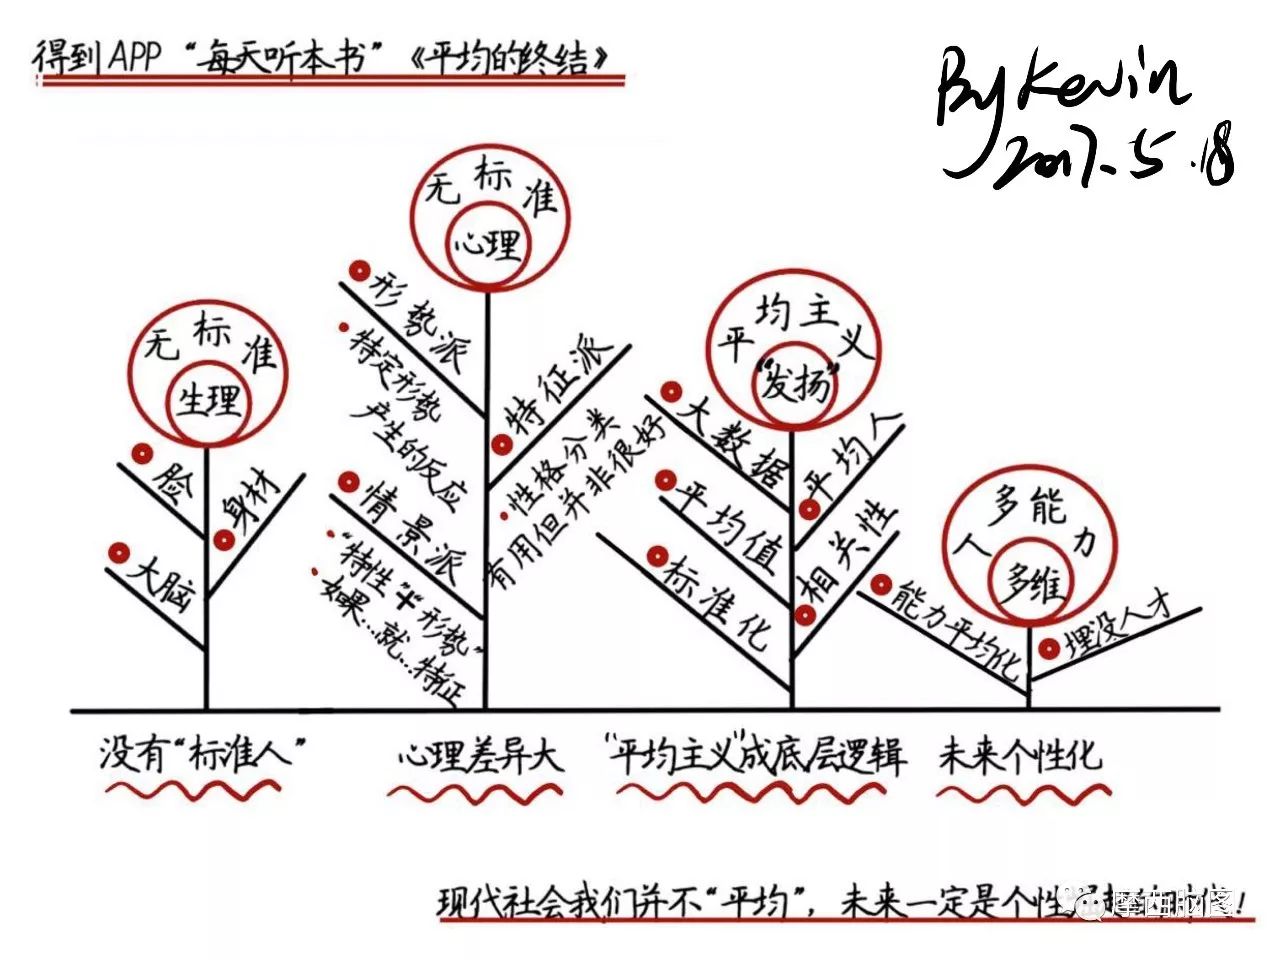 得到APP“每天听本书”《平均的终结》
By Kevin
2017.5.18
无标准
生理
脸
身材
大脑
没有“标准人”
无标准
心理
形势派
特定形势
产生的反应
特征派
性格分类
有用但并非很好
情景派
“特性”+“形势”
如果…就…特征
心理差异大
平均主义
“发扬”
大数据
平均人
平均值
相关性
标准化
“平均主义”成底层逻辑
人多能力
多维
能力平均化
埋没人才
未来个性化
现代社会我们并不“平均”，未来一定是个性
！
摩西脑图